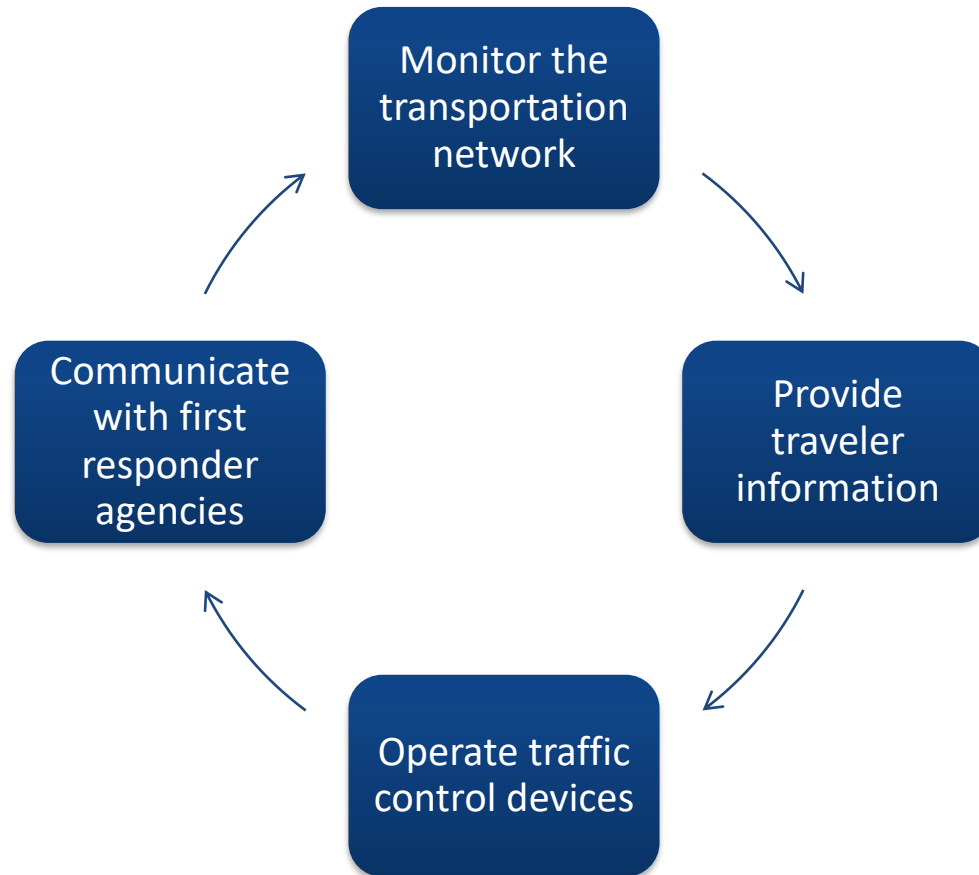 Monitor the
transportation
network
Provide
traveler
information
Operate traffic
control devices
Communicate
with first
responder
agencies